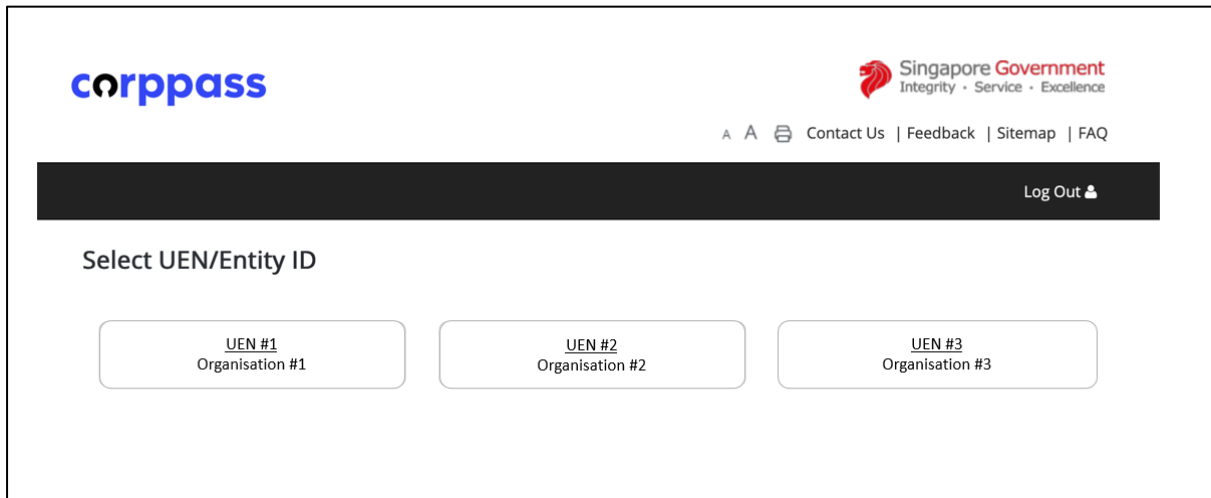 corppass
Singapore Government
Integrity · Service · Excellence
A A Contact Us | Feedback | Sitemap | FAQ
Log Out
Select UEN/Entity ID
UEN #1
Organisation #1
UEN #2
Organisation #2
UEN #3
Organisation #3